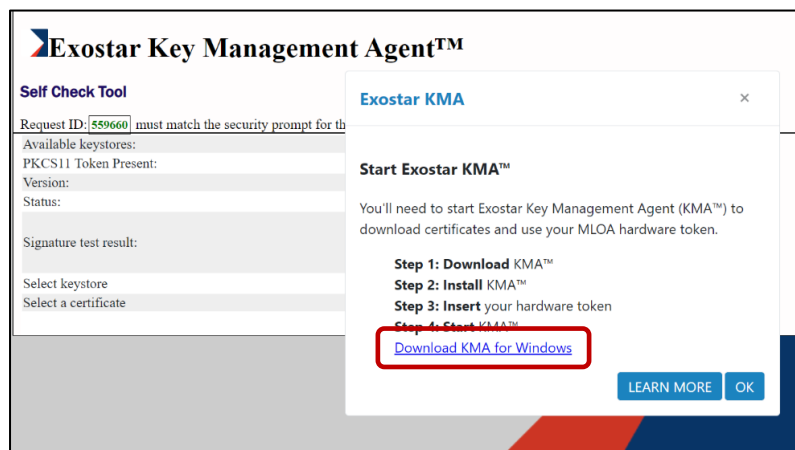 Exostar Key Management Agent™
Self Check Tool
Request ID: 559660 must match the security prompt for th
Available keystores:
PKCS11 Token Present:
Version:
Status:
Signature test result:
Select keystore
Select a certificate
Exostar KMA
×
Start Exostar KMA™
You'll need to start Exostar Key Management Agent (KMA™) to
download certificates and use your MLOA hardware token.
Step 1: Download KMA™
Step 2: Install KMA™
Step 3: Insert your hardware token
Step 4: Start KMA™
Download KMA for Windows
LEARN MORE
OK